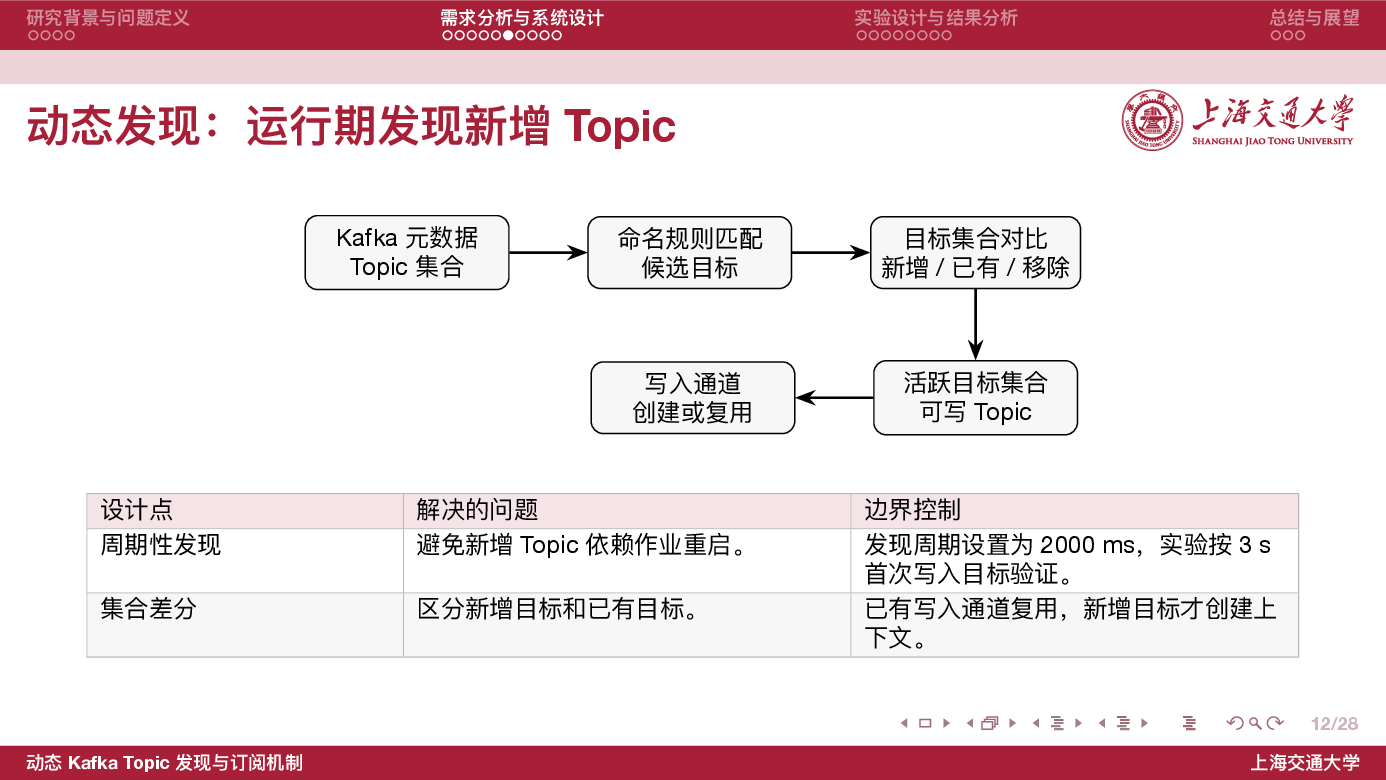 研究背景与问题定义
需求分析与系统设计
实验设计与结果分析
总结与展望
动态发现：运行期发现新增 Topic
上海交通大学
SHANGHAI JIAO TONG UNIVERSITY
Kafka 元数据
Topic 集合
命名规则匹配
候选目标
目标集合对比
新增 / 已有 / 移除
写入通道
创建或复用
活跃目标集合
可写 Topic
设计点
解决的问题
边界控制
周期性发现
避免新增 Topic 依赖作业重启。
发现周期设置为 2000 ms，实验按 3 s
首次写入目标验证。
集合差分
区分新增目标和已有目标。
已有写入通道复用，新增目标才创建上
下文。
12/28
动态 Kafka Topic 发现与订阅机制
上海交通大学